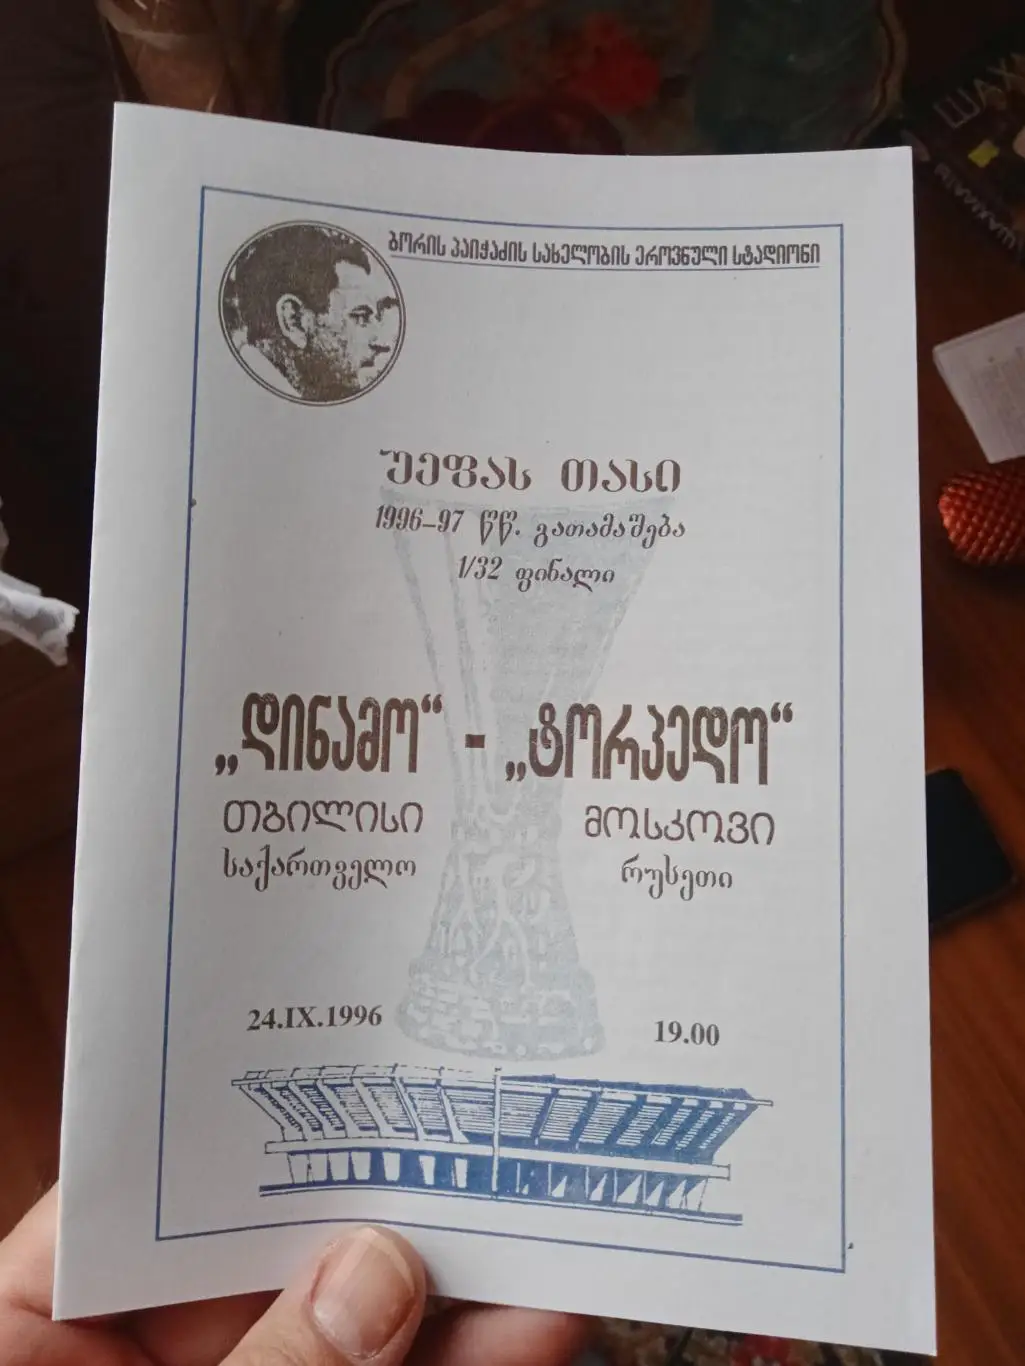 ბორის პაიჭაძის სახელობის ეროვნული სტადიონი
უეფას თასი
1996-97 წწ. გათამაშება
1/32 ფინალი
„დინამო“ - „ტორპედო“
თბილისი მოსკოვი
საქართველო რუსეთი
24.IX.1996 19.00
ШАХ